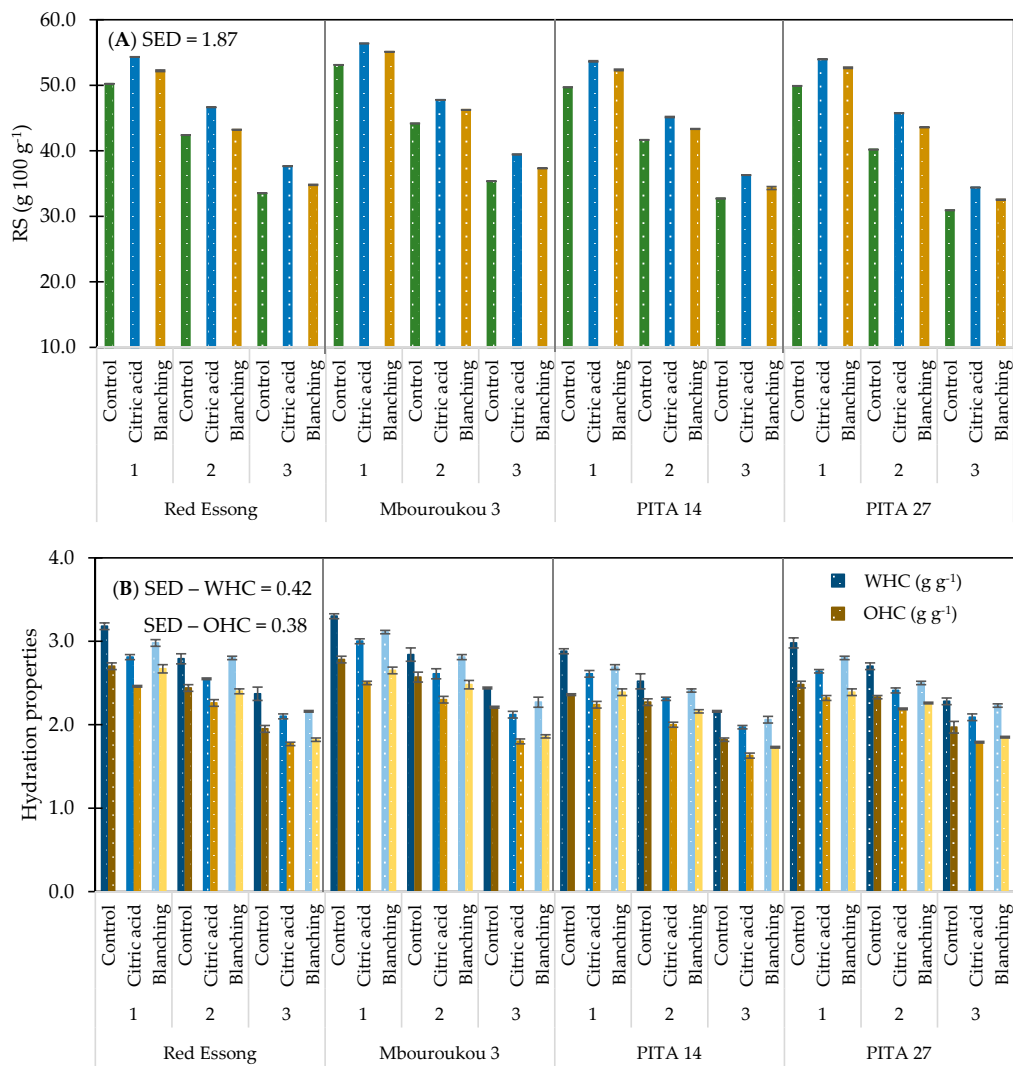 (A) SED = 1.87
RS (g 100 g⁻¹)
60.0
50.0
40.0
30.0
20.0
10.0
Control Citric acid Blanching Control Citric acid Blanching Control Citric acid Blanching Control Citric acid Blanching Control Citric acid Blanching Control Citric acid Blanching Control Citric acid Blanching Control Citric acid Blanching Control Citric acid Blanching Control Citric acid Blanching Control Citric acid Blanching Control Citric acid Blanching
1 2 3 1 2 3 1 2 3 1 2 3
Red Essong Mbouroukou 3 PITA 14 PITA 27
(B) SED – WHC = 0.42
SED – OHC = 0.38
WHC (g g⁻¹)
OHC (g g⁻¹)
Hydration properties
4.0
3.0
2.0
1.0
0.0
Control Citric acid Blanching Control Citric acid Blanching Control Citric acid Blanching Control Citric acid Blanching Control Citric acid Blanching Control Citric acid Blanching Control Citric acid Blanching Control Citric acid Blanching Control Citric acid Blanching Control Citric acid Blanching Control Citric acid Blanching Control Citric acid Blanching
1 2 3 1 2 3 1 2 3 1 2 3
Red Essong Mbouroukou 3 PITA 14 PITA 27